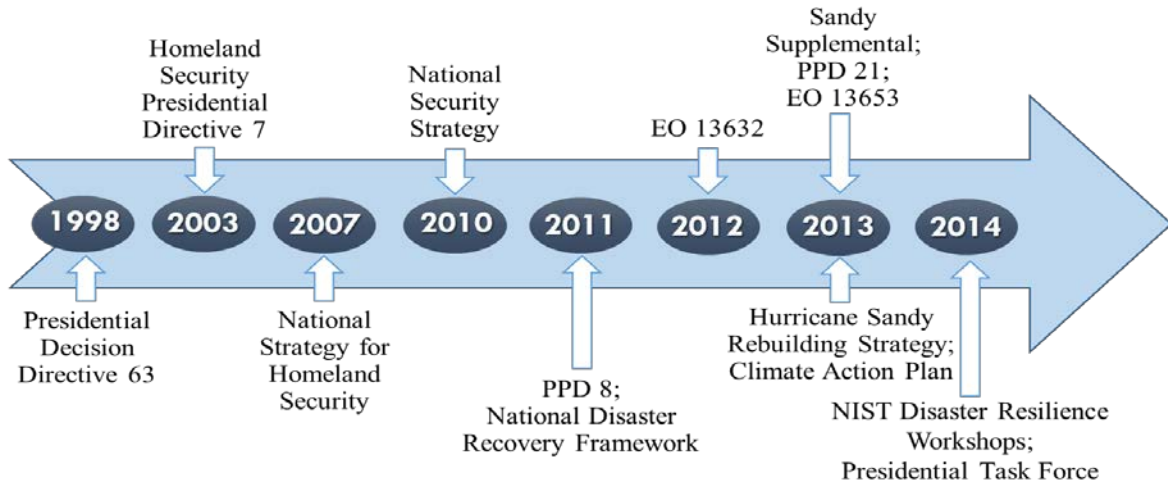 Homeland
Security
Presidential
Directive 7
National
Security
Strategy
EO 13632
Sandy
Supplemental;
PPD 21;
EO 13653
1998
2003
2007
2010
2011
2012
2013
2014
Presidential
Decision
Directive 63
National
Strategy for
Homeland
Security
PPD 8;
National Disaster
Recovery Framework
Hurricane Sandy
Rebuilding Strategy;
Climate Action Plan
NIST Disaster Resilience
Workshops;
Presidential Task Force